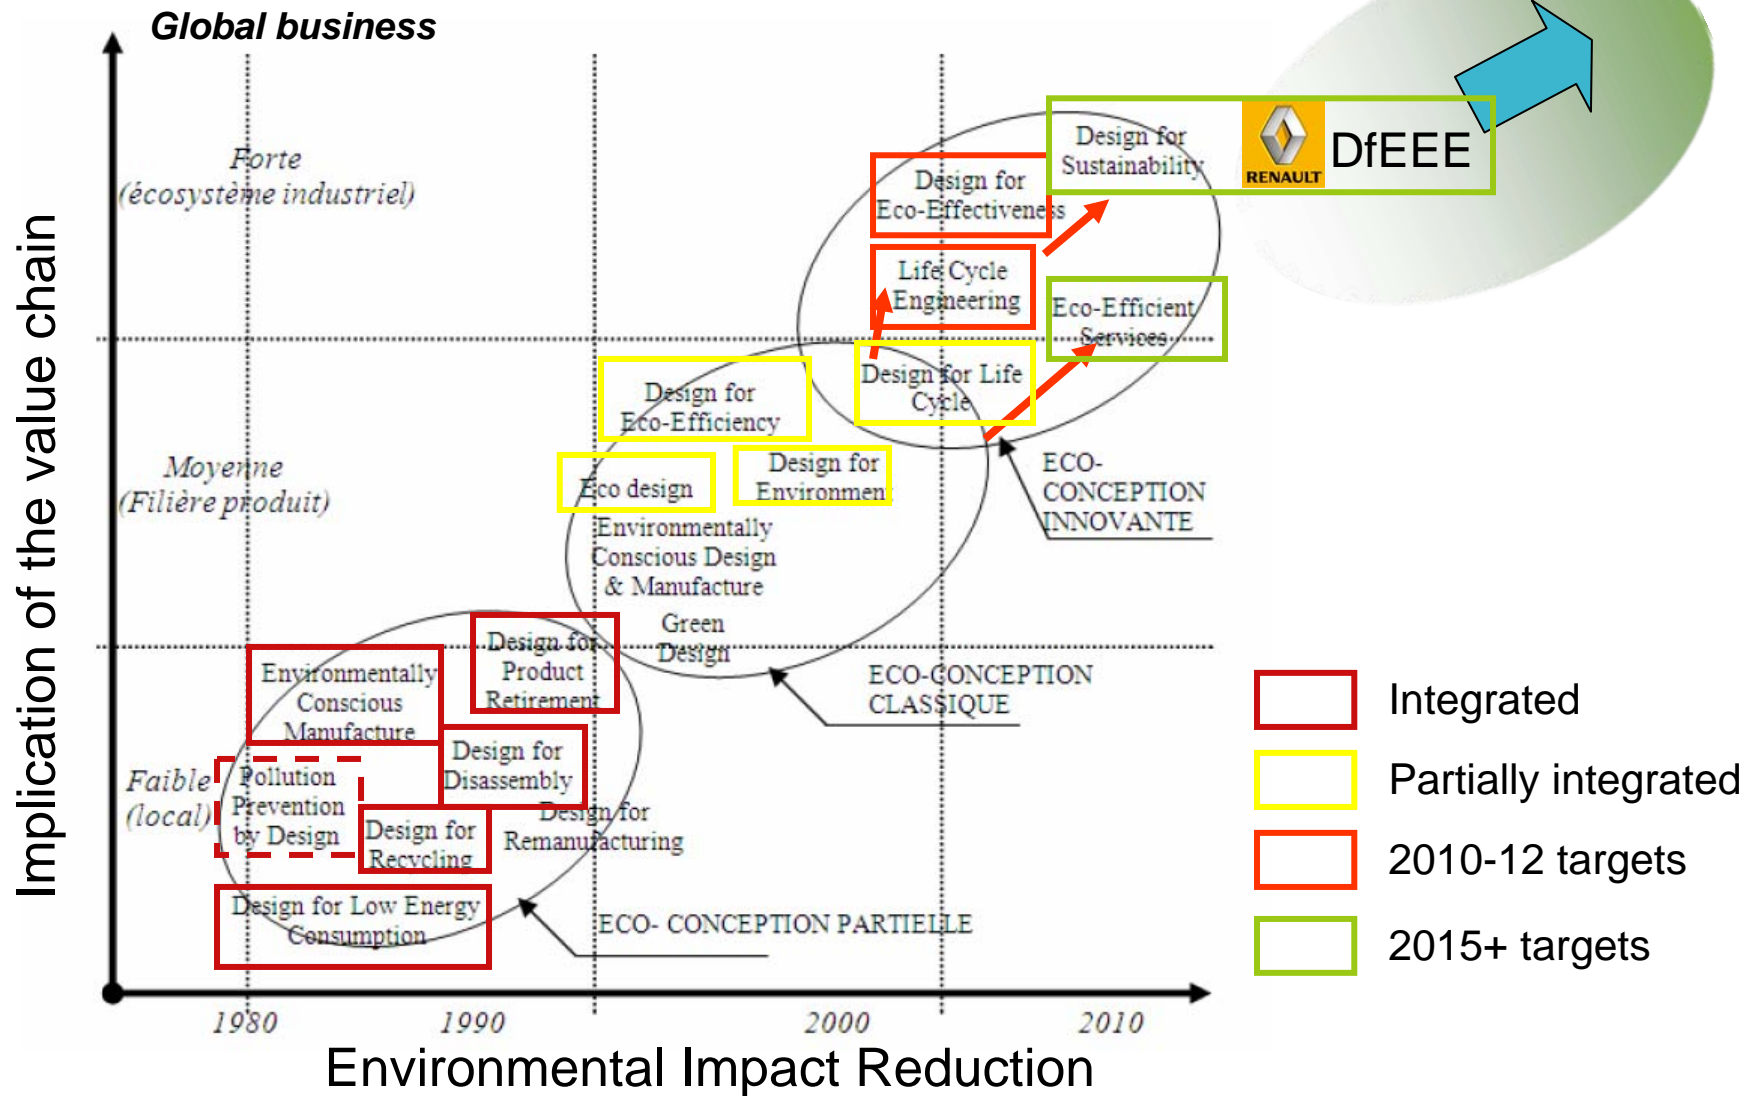 Global business
Implication of the value chain
Forte
(écosystème industriel)
Design for
Sustainability
RENAULT
DfEEE
Design for
Eco-Effectiveness
Life Cycle
Engineering
Eco-Efficient
Services
Moyenne
(Filière produit)
Design for
Eco-Efficiency
Design for Life
Cycle
Eco design
Design for
Environment
ECO-
CONCEPTION
INNOVANTE
Environmentally
Conscious Design
& Manufacture
Green
Design
ECO-CONCEPTION
CLASSIQUE
Faible
(local)
Environmentally
Conscious
Manufacture
Design for
Product
Retirement
Pollution
Prevention
by Design
Design for
Disassembly
Design for
Recycling
Design for
Remanufacturing
Design for Low Energy
Consumption
ECO- CONCEPTION PARTIELLE
Integrated
Partially integrated
2010-12 targets
2015+ targets
1980 1990 2000 2010
Environmental Impact Reduction